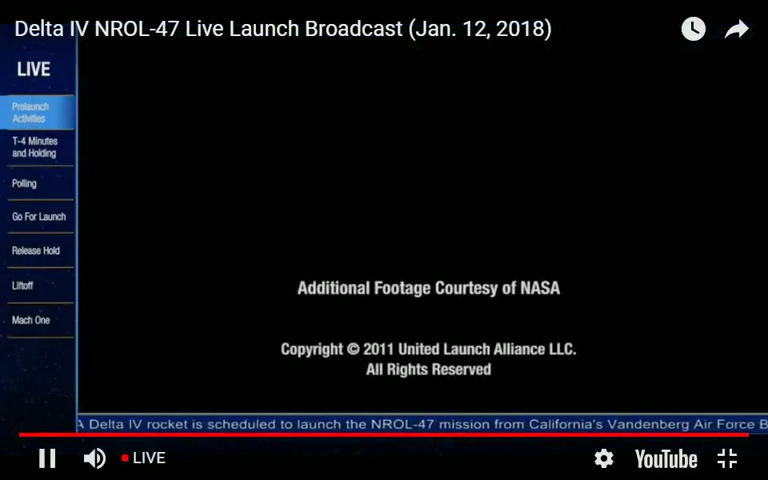 Delta IV NROL-47 Live Launch Broadcast (Jan. 12, 2018)
LIVE
Prelaunch
Activities
T-4 Minutes
and Holding
Polling
Go For Launch
Release Hold
Liftoff
Mach One
Additional Footage Courtesy of NASA
Copyright © 2011 United Launch Alliance LLC.
All Rights Reserved
A Delta IV rocket is scheduled to launch the NROL-47 mission from California's Vandenberg Air Force B
LIVE
YouTube